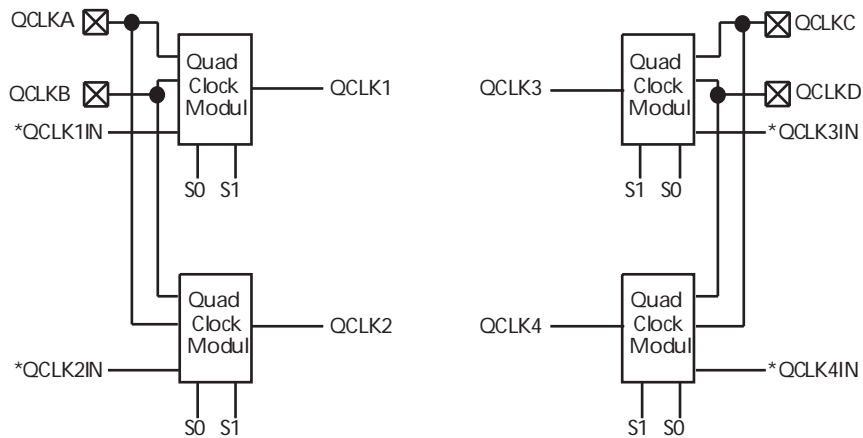 QCLKA
QCLKB
*QCLK1IN
Quad
Clock
Modul
QCLK1
S0 S1
QCLK3
Quad
Clock
Modul
QCLKC
QCLKD
*QCLK3IN
S1 S0
*QCLK2IN
Quad
Clock
Modul
QCLK2
S0 S1
QCLK4
Quad
Clock
Modul
*QCLK4IN
S1 S0